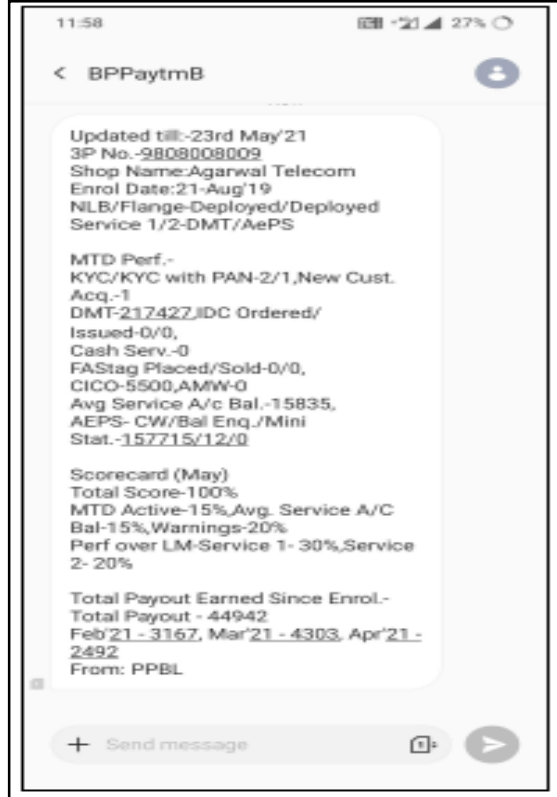 11:58
27%
BPPaytmB
Updated till:-23rd May'21
3P No.-9808008009
Shop Name:Agarwal Telecom
Enrol Date:21-Aug'19
NLB/Flange-Deployed/Deployed
Service 1/2-DMT/AePS
MTD Perf.-
KYC/KYC with PAN-2/1,New Cust.
Acq.-1
DMT-217427,IDC Ordered/
Issued-0/0,
Cash Serv.-0
FAStag Placed/Sold-0/0,
CICO-5500,AMW-0
Avg Service A/c Bal.-15835,
AEPS- CW/Bal Enq./Mini
Stat.-157715/12/0
Scorecard (May)
Total Score-100%
MTD Active-15%,Avg. Service A/C
Bal-15%,Warnings-20%
Perf over LM-Service 1- 30%,Service
2- 20%
Total Payout Earned Since Enrol.-
Total Payout - 44942
Feb'21 - 3167, Mar'21 - 4303, Apr'21 -
2492
From: PPBL
Send message